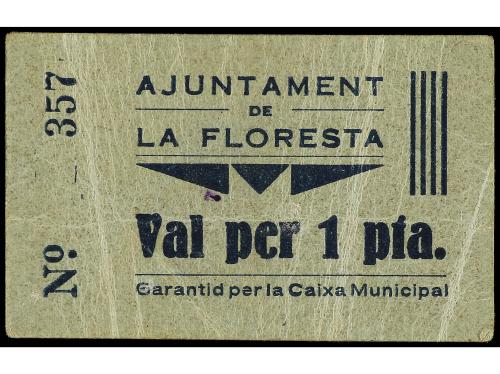 Nº. - 357
AJUNTAMENT
DE
LA FLORESTA
Val per 1 pta.
Garantid per la Caixa Municipal